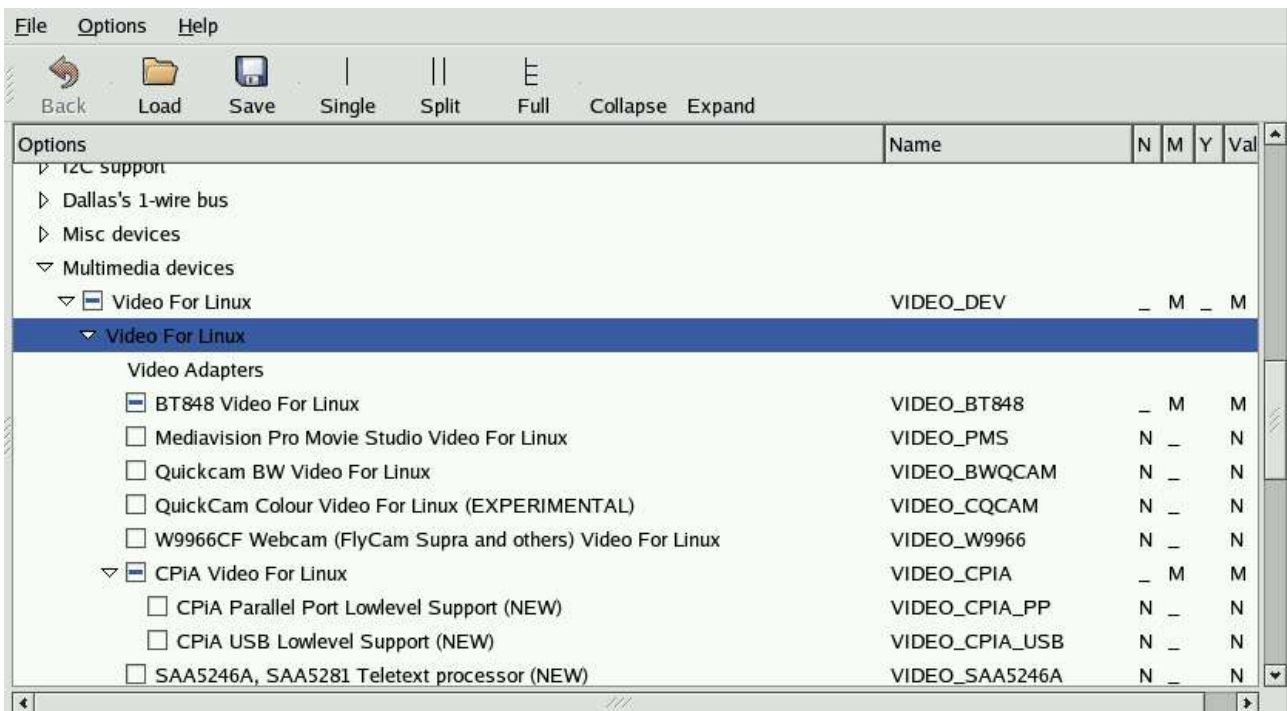 File Options Help
Back Load Save Single Split Full Collapse Expand
Options Name N M Y Val
I2C support
Dallas's 1-wire bus
Misc devices
Multimedia devices
Video For Linux VIDEO_DEV _ M _ M
Video For Linux
Video Adapters
BT848 Video For Linux VIDEO_BT848 _ M M
Mediavision Pro Movie Studio Video For Linux VIDEO_PMS N _ N
Quickcam BW Video For Linux VIDEO_BWQCAM N _ N
QuickCam Colour Video For Linux (EXPERIMENTAL) VIDEO_CQCAM N _ N
W9966CF Webcam (FlyCam Supra and others) Video For Linux VIDEO_W9966 N _ N
CPiA Video For Linux VIDEO_CPIA _ M M
CPiA Parallel Port Lowlevel Support (NEW) VIDEO_CPIA_PP N _ N
CPiA USB Lowlevel Support (NEW) VIDEO_CPIA_USB N _ N
SAA5246A, SAA5281 Teletext processor (NEW) VIDEO_SAA5246A N _ N